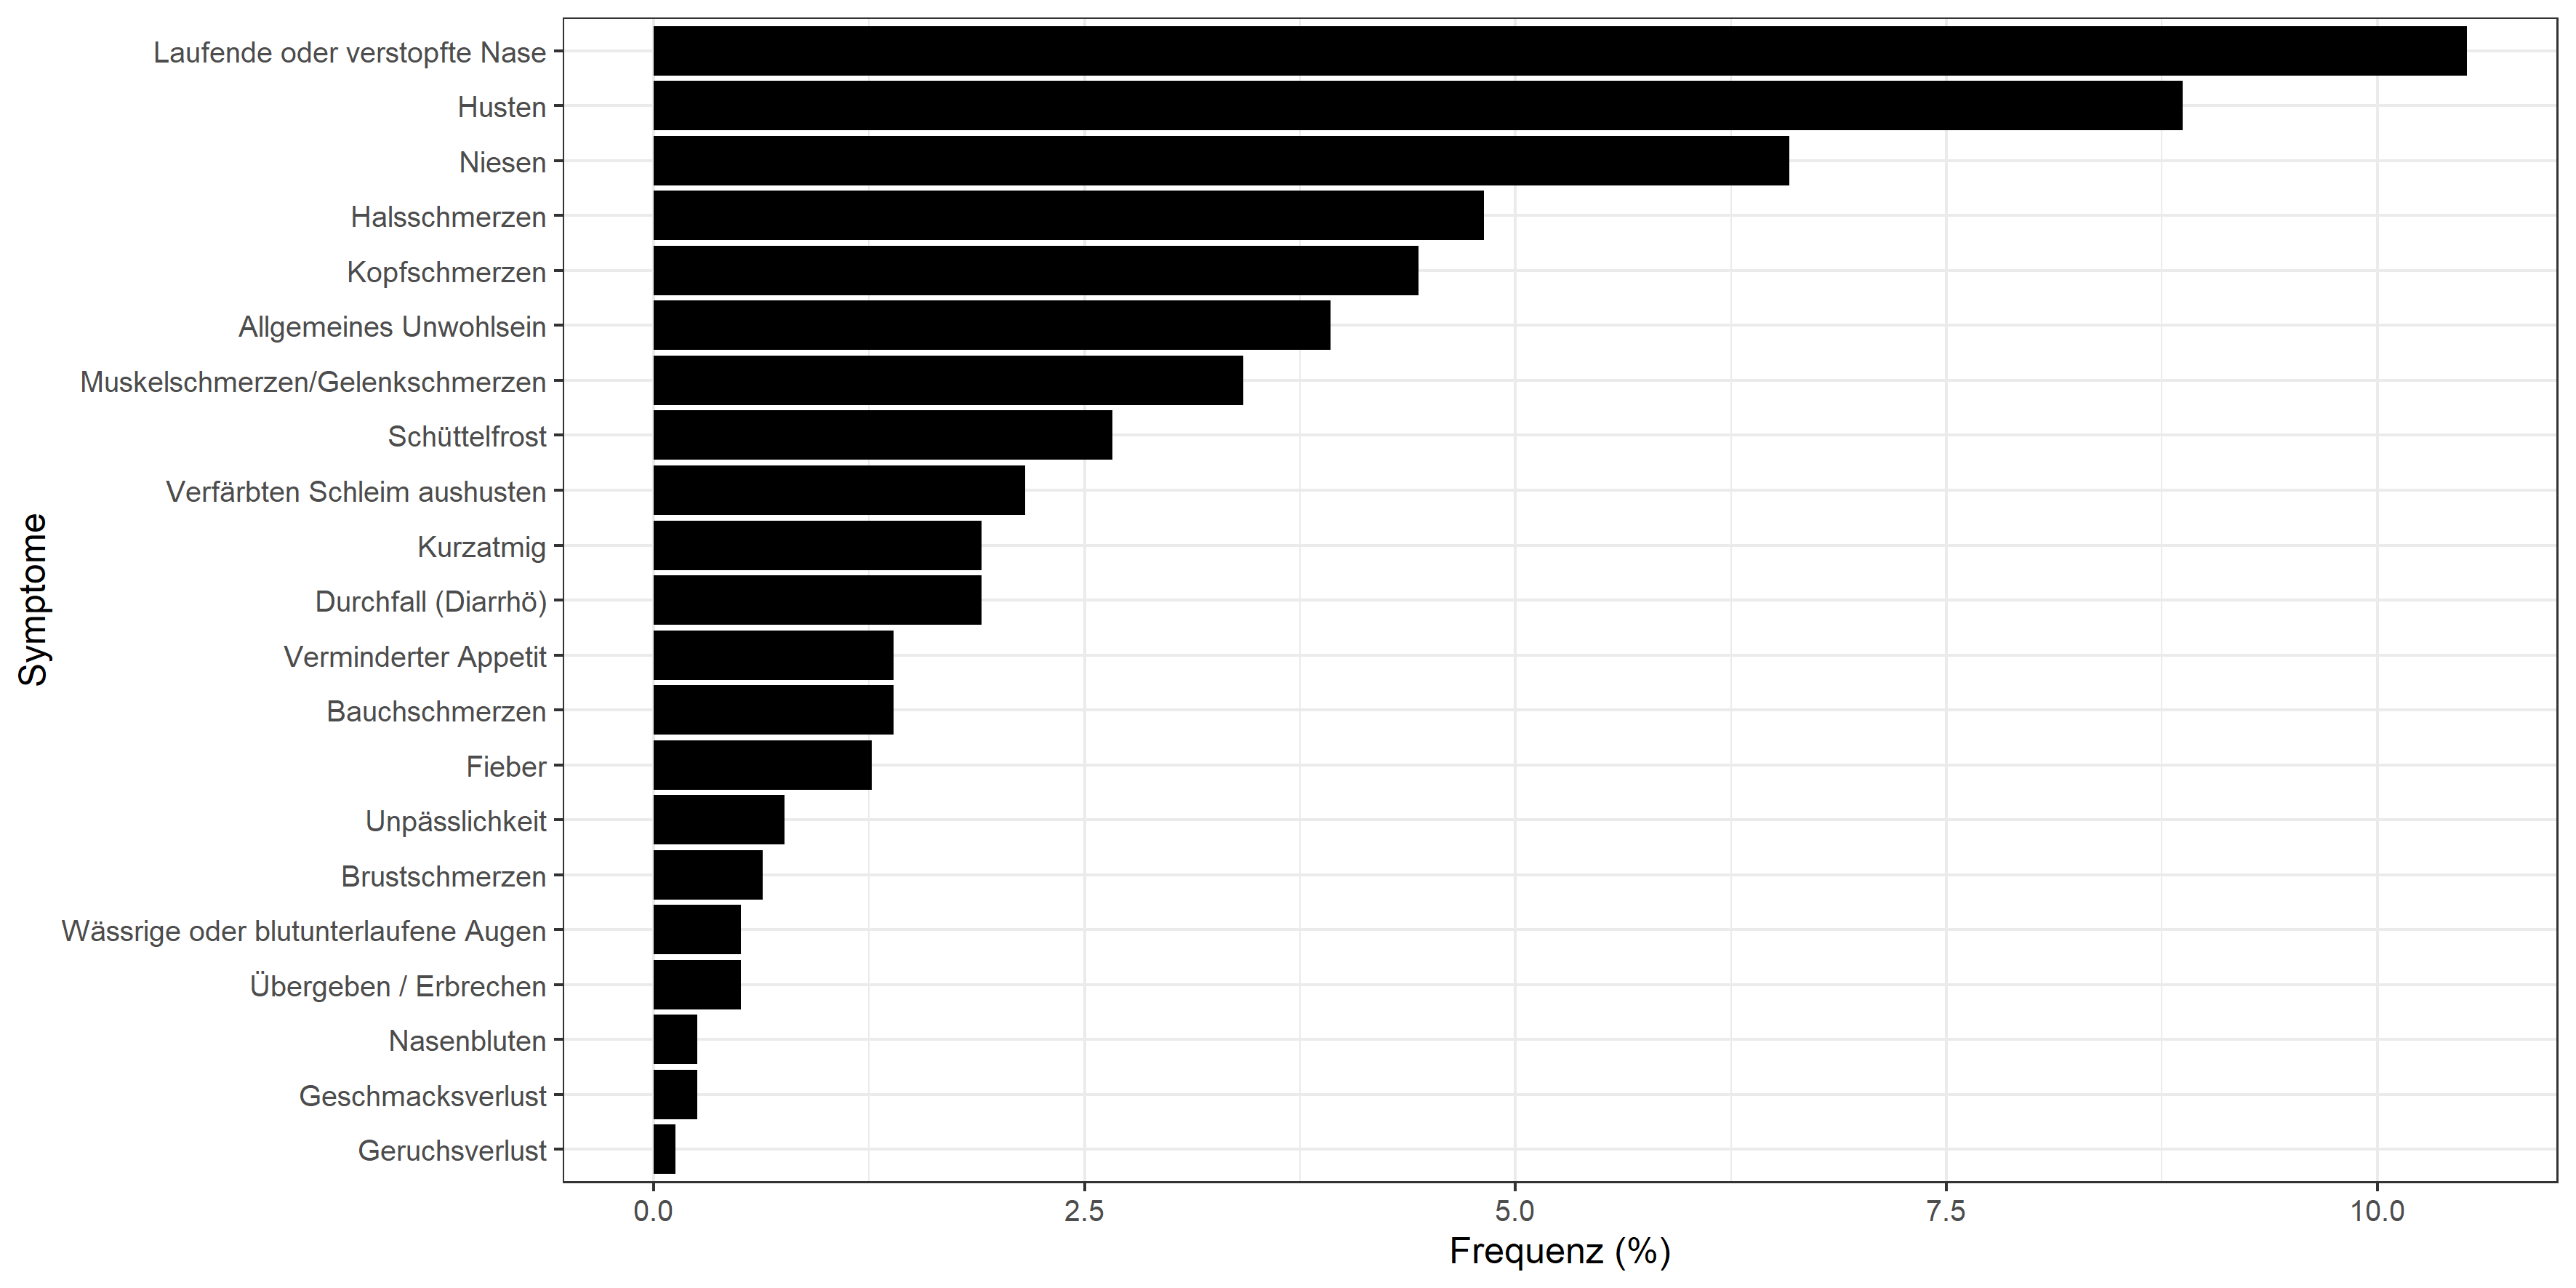 Laufende oder verstopfte Nase
Husten
Niesen
Halsschmerzen
Kopfschmerzen
Allgemeines Unwohlsein
Muskelschmerzen/Gelenkschmerzen
Schüttelfrost
Verfärbten Schleim aushusten
Kurzatmig
Durchfall (Diarrhö)
Verminderter Appetit
Bauchschmerzen
Fieber
Unpässlichkeit
Brustschmerzen
Wässrige oder blutunterlaufene Augen
Übergeben / Erbrechen
Nasenbluten
Geschmacksverlust
Geruchsverlust
Symptome
0.0 2.5 5.0 7.5 10.0
Frequenz (%)